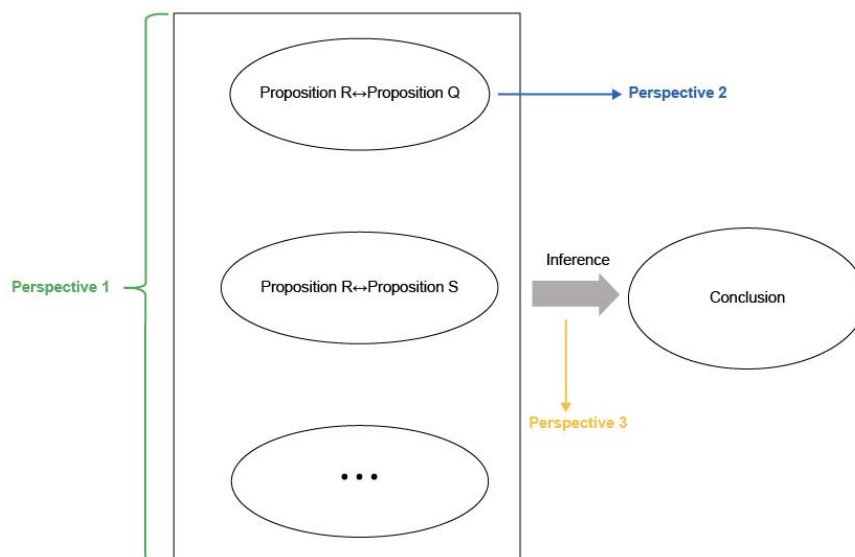 Proposition R↔Proposition Q
Perspective 2
Proposition R↔Proposition S
Inference
Perspective 1
Conclusion
Perspective 3
...